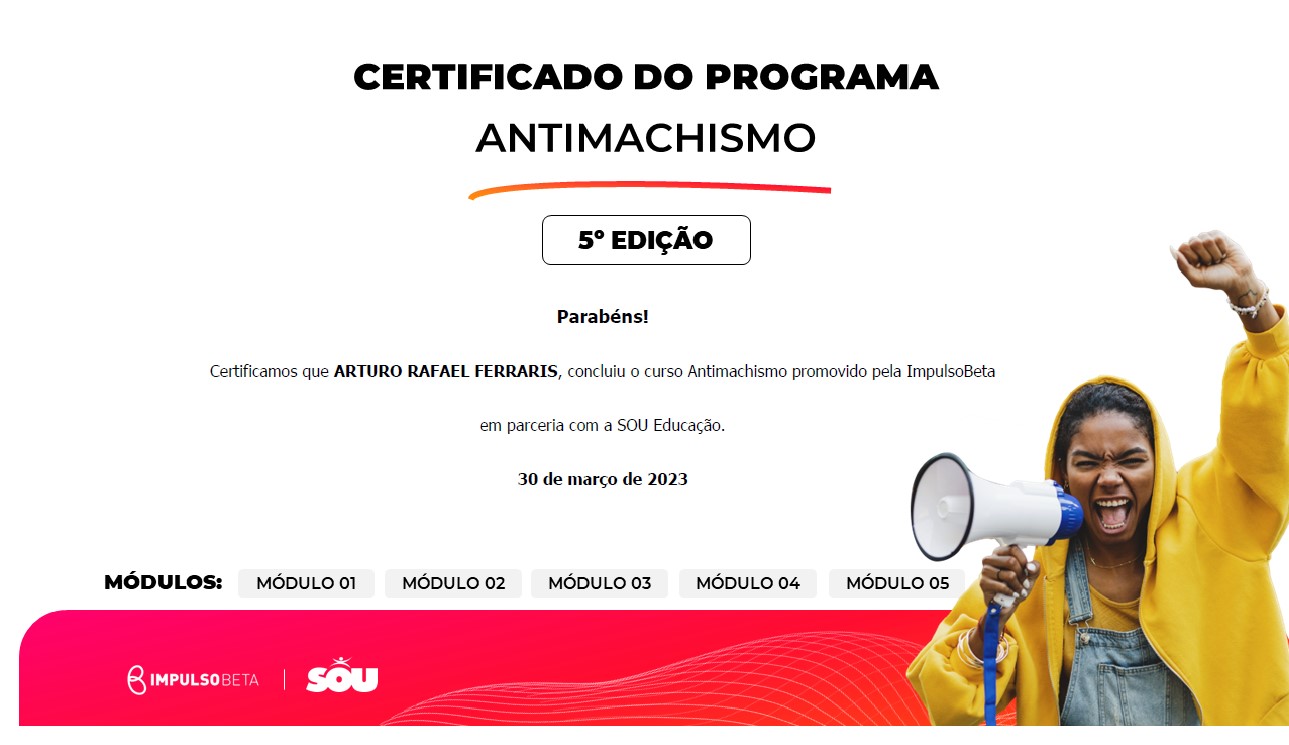 CERTIFICADO DO PROGRAMA
ANTIMACHISMO
5º EDIÇÃO
Parabéns!
Certificamos que ARTURO RAFAEL FERRARIS, concluiu o curso Antimachismo promovido pela ImpulsoBeta
em parceria com a SOU Educação.
30 de março de 2023
MÓDULOS: MÓDULO 01 MÓDULO 02 MÓDULO 03 MÓDULO 04 MÓDULO 05
IMPULSOBETA SOU